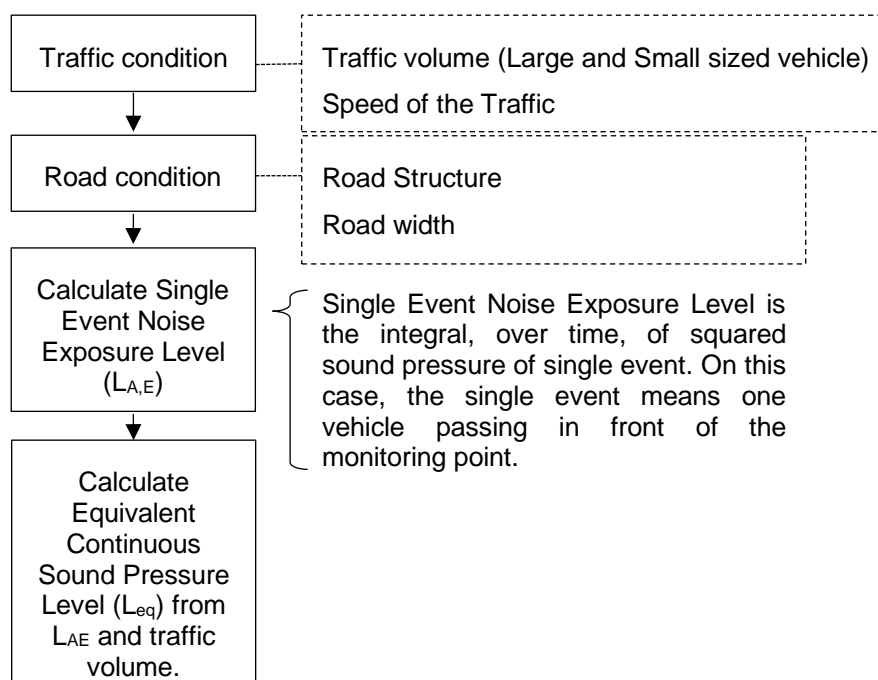 Traffic condition
Traffic volume (Large and Small sized vehicle)
Speed of the Traffic
Road condition
Road Structure
Road width
Calculate Single
Event Noise
Exposure Level
(LA,E)
Single Event Noise Exposure Level is
the integral, over time, of squared
sound pressure of single event. On this
case, the single event means one
vehicle passing in front of the
monitoring point.
Calculate
Equivalent
Continuous
Sound Pressure
Level (Leq) from
LAE and traffic
volume.